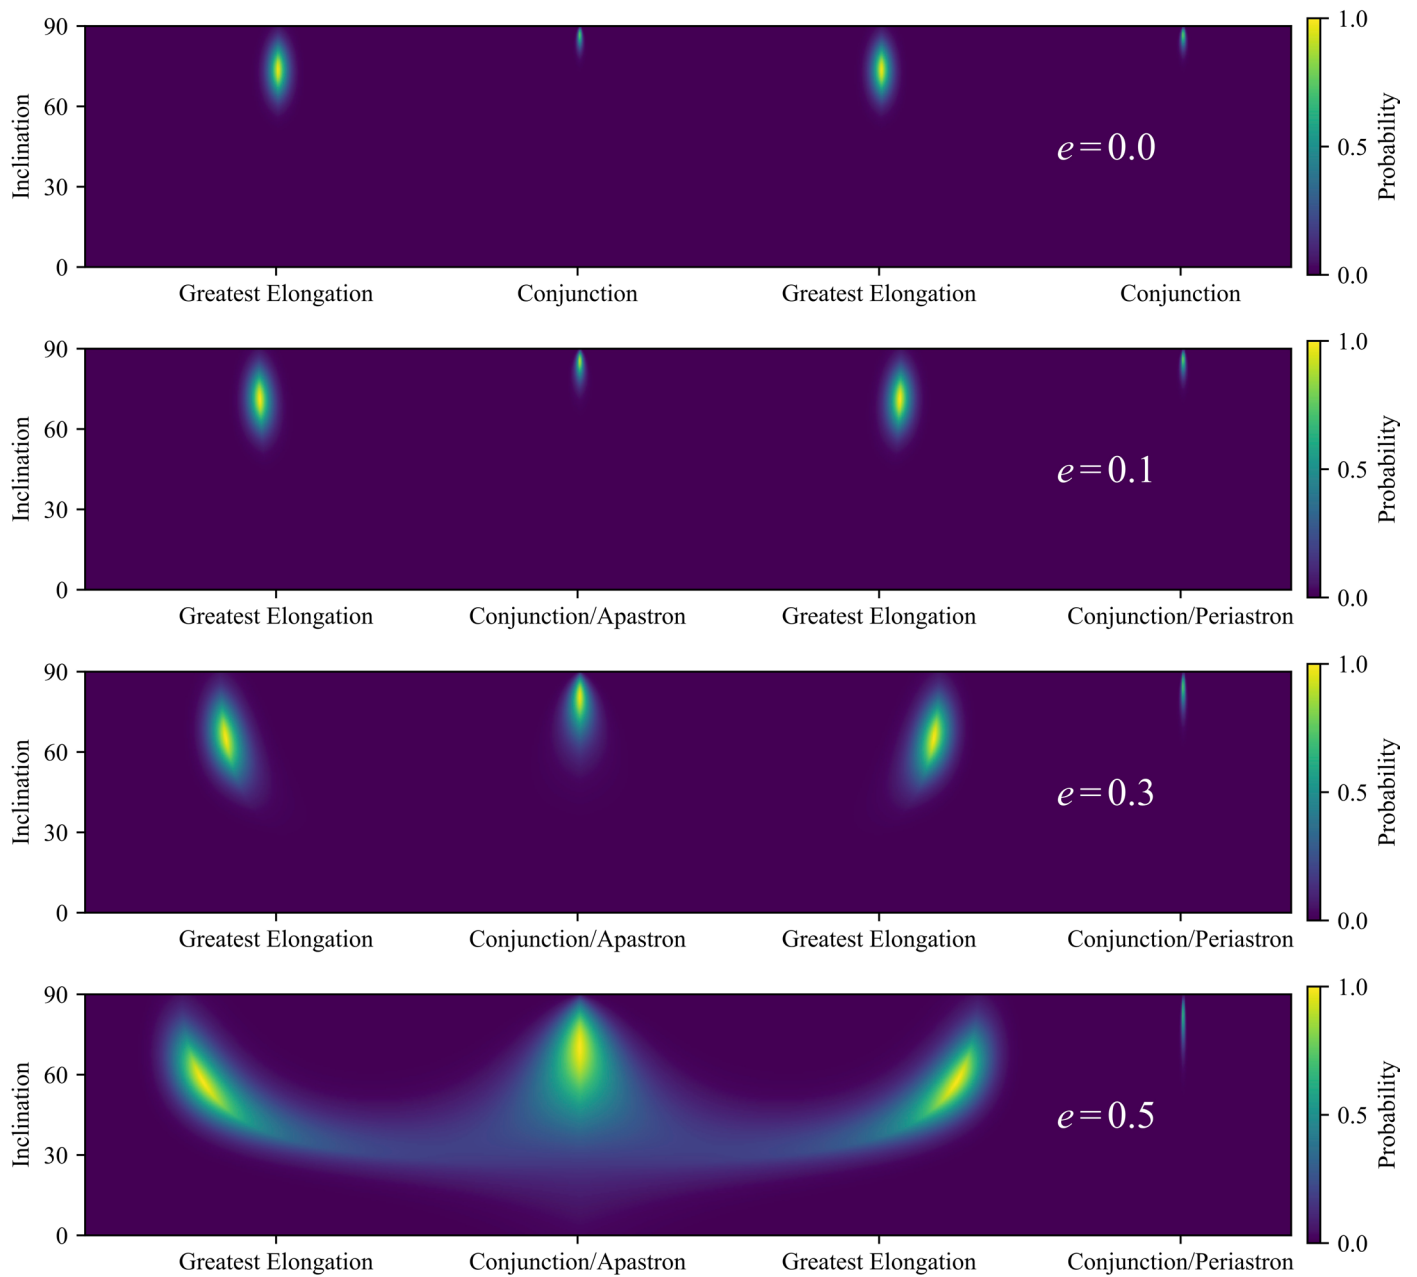 90
60
30
0
Inclination
e=0.0
Greatest Elongation
Conjunction
Greatest Elongation
Conjunction
1.0
0.5
0.0
Probability
90
60
30
0
Inclination
e=0.1
Greatest Elongation
Conjunction/Apastron
Greatest Elongation
Conjunction/Periastron
1.0
0.5
0.0
Probability
90
60
30
0
Inclination
e=0.3
Greatest Elongation
Conjunction/Apastron
Greatest Elongation
Conjunction/Periastron
1.0
0.5
0.0
Probability
90
60
30
0
Inclination
e=0.5
Greatest Elongation
Conjunction/Apastron
Greatest Elongation
Conjunction/Periastron
1.0
0.5
0.0
Probability